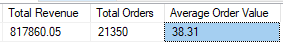 Total Revenue Total Orders Average Order Value
817860.05 21350 38.31